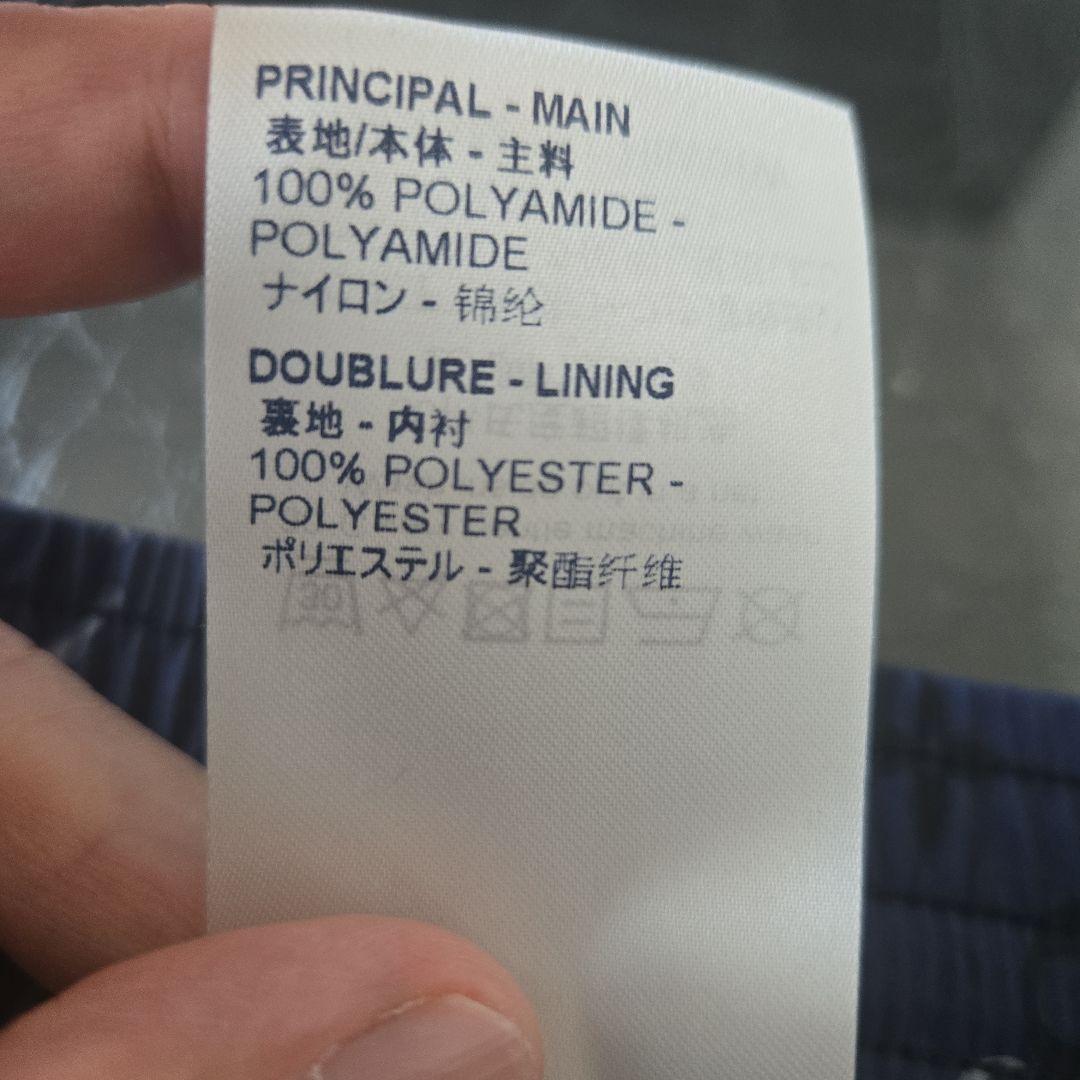 PRINCIPAL - MAIN
表地/本体 - 主料
100% POLYAMIDE -
POLYAMIDE
ナイロン - 锦纶
DOUBLURE - LINING
裏地 - 内衬
100% POLYESTER -
POLYESTER
ポリエステル - 聚酯纤维